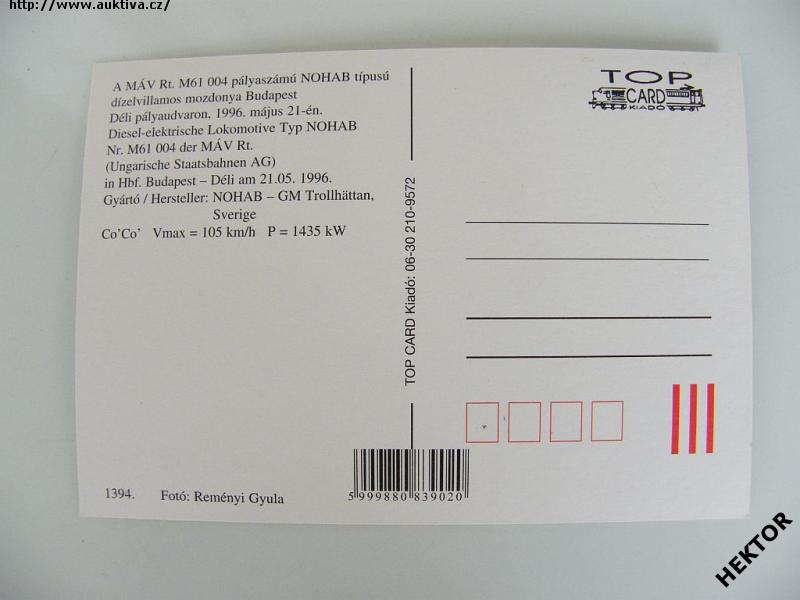 http://www.auktiva.cz/
A MÁV Rt. M61 004 pályaszámú NOHAB típusú
dízelvillamos mozdonya Budapest
Déli pályaudvaron, 1996. május 21-én.
Diesel-elektrische Lokomotive Typ NOHAB
Nr. M61 004 der MÁV Rt.
(Ungarische Staatsbahnen AG)
in Hbf. Budapest – Déli am 21.05. 1996.
Gyártó / Hersteller: NOHAB – GM Trollhättan,
Sverige
Co’Co’ Vmax = 105 km/h P = 1435 kW
1394. Fotó: Reményi Gyula
TOP CARD Kiadó: 06-30 210-9572
5 999880 839020
TOP
CARD
KIADÓ
HEKTOR